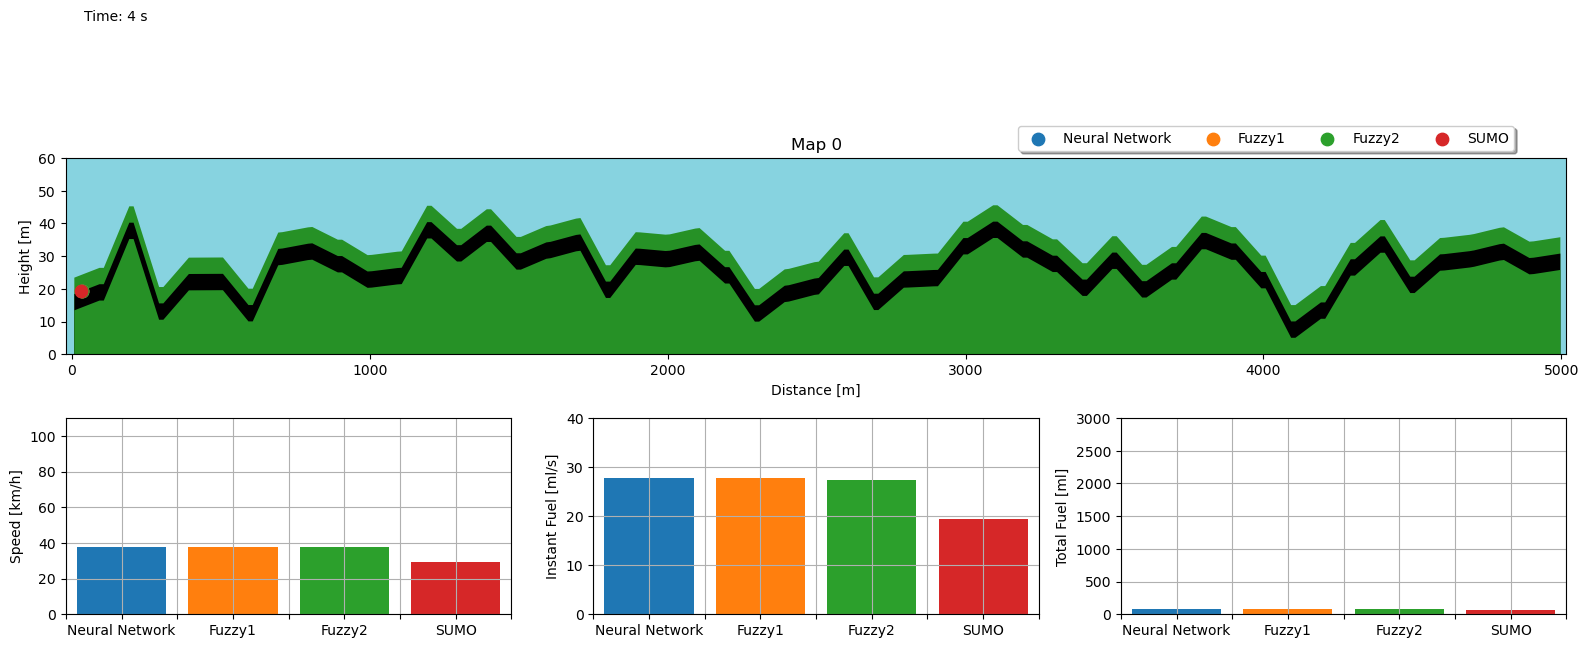 Time: 4 s
Neural Network Fuzzy1 Fuzzy2 SUMO
Map 0
Height [m]
60
50
40
30
20
10
0
0 1000 2000 3000 4000 5000
Distance [m]
Speed [km/h]
100
80
60
40
20
0
Neural Network Fuzzy1 Fuzzy2 SUMO
Instant Fuel [ml/s]
40
30
20
10
0
Neural Network Fuzzy1 Fuzzy2 SUMO
Total Fuel [ml]
3000
2500
2000
1500
1000
500
0
Neural Network Fuzzy1 Fuzzy2 SUMO